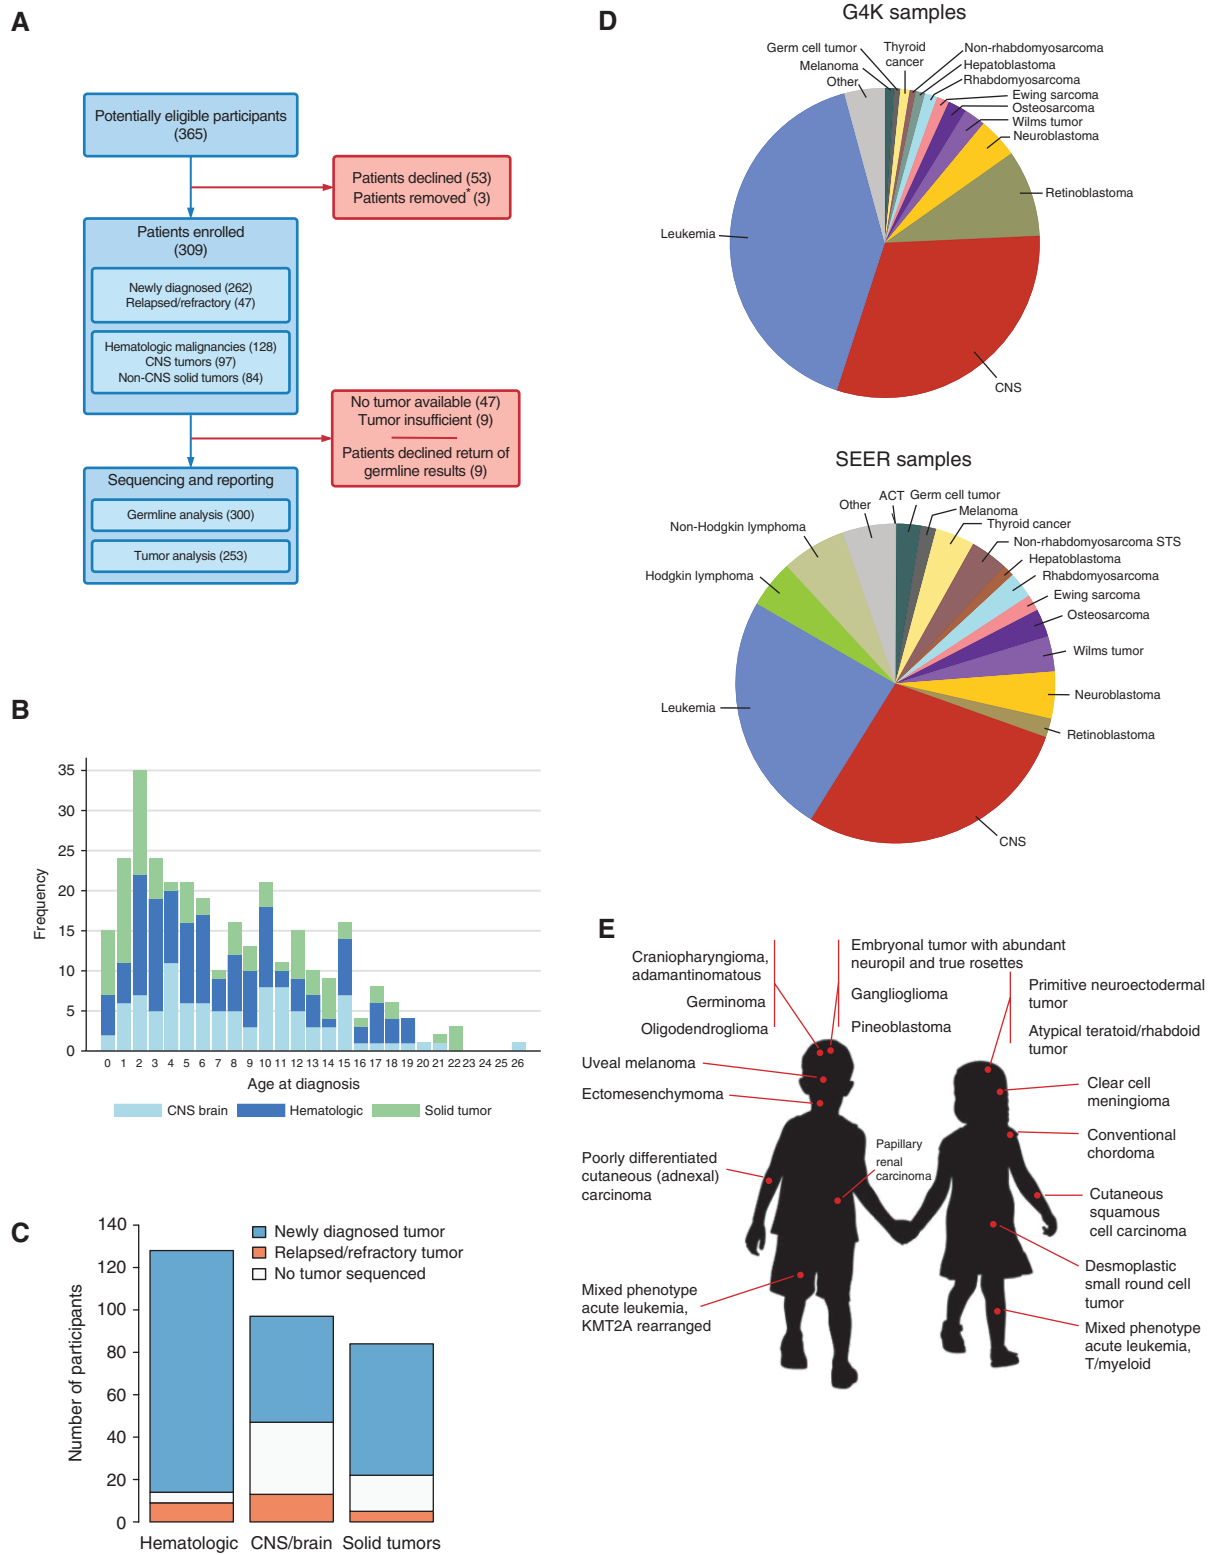 A
Potentially eligible participants
(365)
Patients declined (53)
Patients removed* (3)
Patients enrolled
(309)
Newly diagnosed (262)
Relapsed/refractory (47)
Hematologic malignancies (128)
CNS tumors (97)
Non-CNS solid tumors (84)
No tumor available (47)
Tumor insufficient (9)
Patients declined return of
germline results (9)
Sequencing and reporting
Germline analysis (300)
Tumor analysis (253)
B
Frequency
35
30
25
20
15
10
5
0
0 1 2 3 4 5 6 7 8 9 10 11 12 13 14 15 16 17 18 19 20 21 22 23 24 25 26
Age at diagnosis
CNS brain
Hematologic
Solid tumor
C
Number of participants
140
120
100
80
60
40
20
0
Newly diagnosed tumor
Relapsed/refractory tumor
No tumor sequenced
Hematologic
CNS/brain
Solid tumors
D
G4K samples
Germ cell tumor
Melanoma
Other
Thyroid
cancer
Non-rhabdomyosarcoma
Hepatoblastoma
Rhabdomyosarcoma
Ewing sarcoma
Osteosarcoma
Wilms tumor
Neuroblastoma
Retinoblastoma
Leukemia
CNS
SEER samples
ACT
Germ cell tumor
Other
Melanoma
Thyroid cancer
Non-Hodgkin lymphoma
Non-rhabdomyosarcoma STS
Hepatoblastoma
Hodgkin lymphoma
Rhabdomyosarcoma
Ewing sarcoma
Osteosarcoma
Wilms tumor
Neuroblastoma
Leukemia
Retinoblastoma
CNS
E
Craniopharyngioma,
adamantinomatous
Germinoma
Oligodendroglioma
Embryonal tumor with abundant
neuropil and true rosettes
Ganglioglioma
Pineoblastoma
Primitive neuroectodermal
tumor
Atypical teratoid/rhabdoid
tumor
Uveal melanoma
Ectomesenchymoma
Clear cell
meningioma
Conventional
chordoma
Papillary
renal
carcinoma
Poorly differentiated
cutaneous (adnexal)
carcinoma
Cutaneous
squamous
cell carcinoma
Desmoplastic
small round cell
tumor
Mixed phenotype
acute leukemia,
KMT2A rearranged
Mixed phenotype
acute leukemia,
T/myeloid